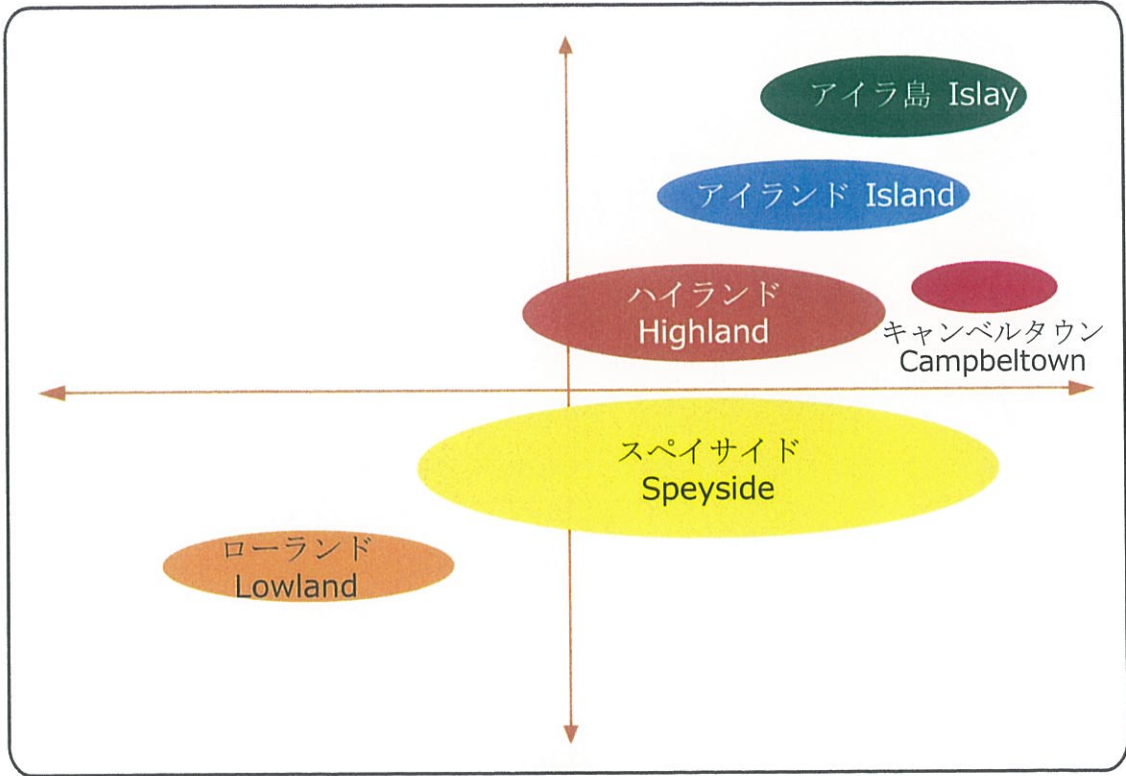 アイラ島 Islay
アイランド Island
ハイランド
Highland
キャンベルタウン
Campbeltown
スペイサイド
Speyside
ローランド
Lowland